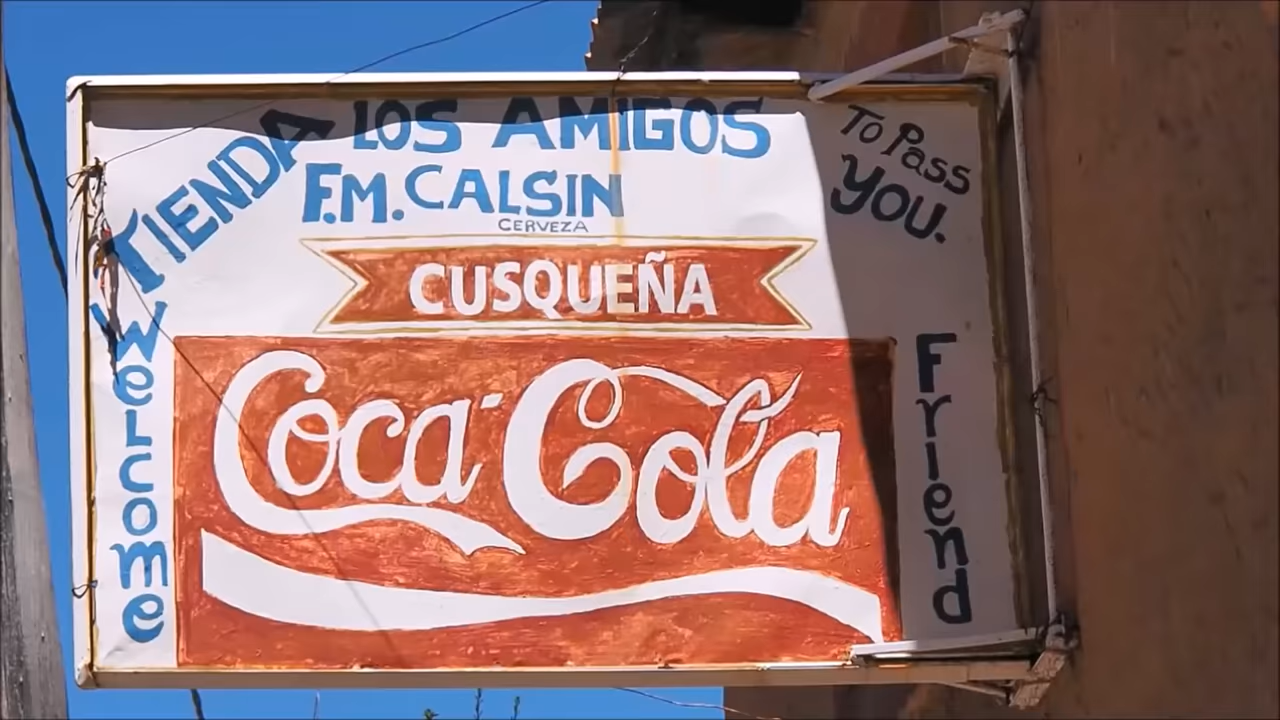 TIENDA LOS AMIGOS
F.M. CALSIN
To Pass
YOU.
CERVEZA
CUSQUEÑA
Coca-Cola
Welcome
Friend